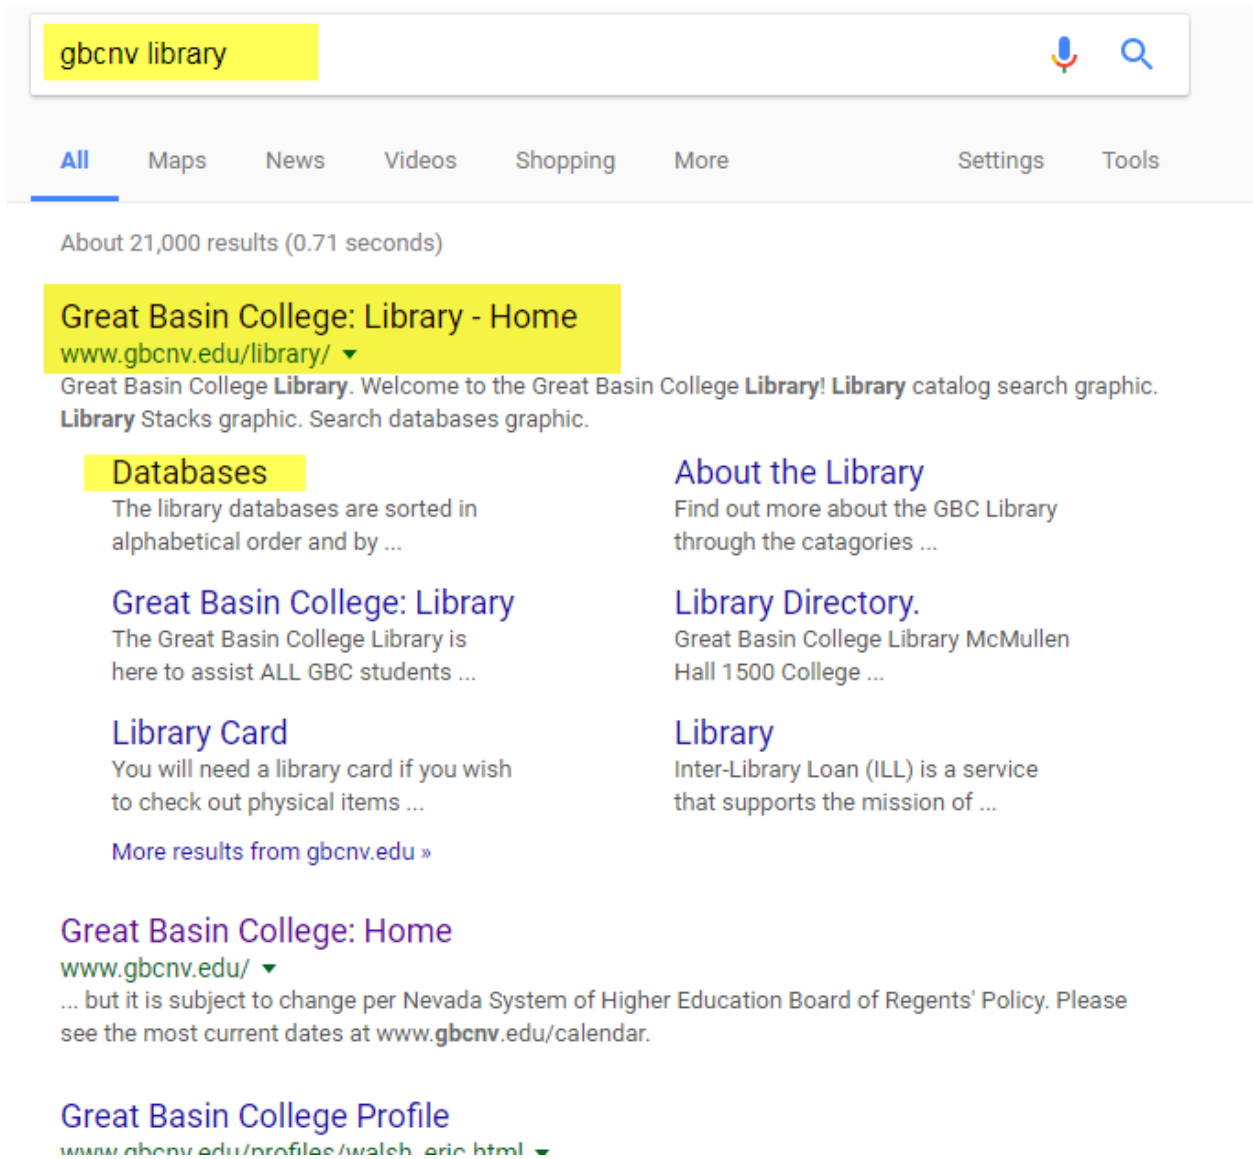 gbcnv library
All Maps News Videos Shopping More Settings Tools
About 21,000 results (0.71 seconds)
Great Basin College: Library - Home
www.gbcnv.edu/library/
Great Basin College Library. Welcome to the Great Basin College Library! Library catalog search graphic.
Library Stacks graphic. Search databases graphic.
Databases
The library databases are sorted in
alphabetical order and by ...
About the Library
Find out more about the GBC Library
through the catagories ...
Great Basin College: Library
The Great Basin College Library is
here to assist ALL GBC students ...
Library Directory.
Great Basin College Library McMullen
Hall 1500 College ...
Library Card
You will need a library card if you wish
to check out physical items ...
Library
Inter-Library Loan (ILL) is a service
that supports the mission of ...
More results from gbcnv.edu »
Great Basin College: Home
www.gbcnv.edu/
... but it is subject to change per Nevada System of Higher Education Board of Regents' Policy. Please
see the most current dates at www.gbcnv.edu/calendar.
Great Basin College Profile
www.gbcnv.edu/profiles/walsh_eric.html